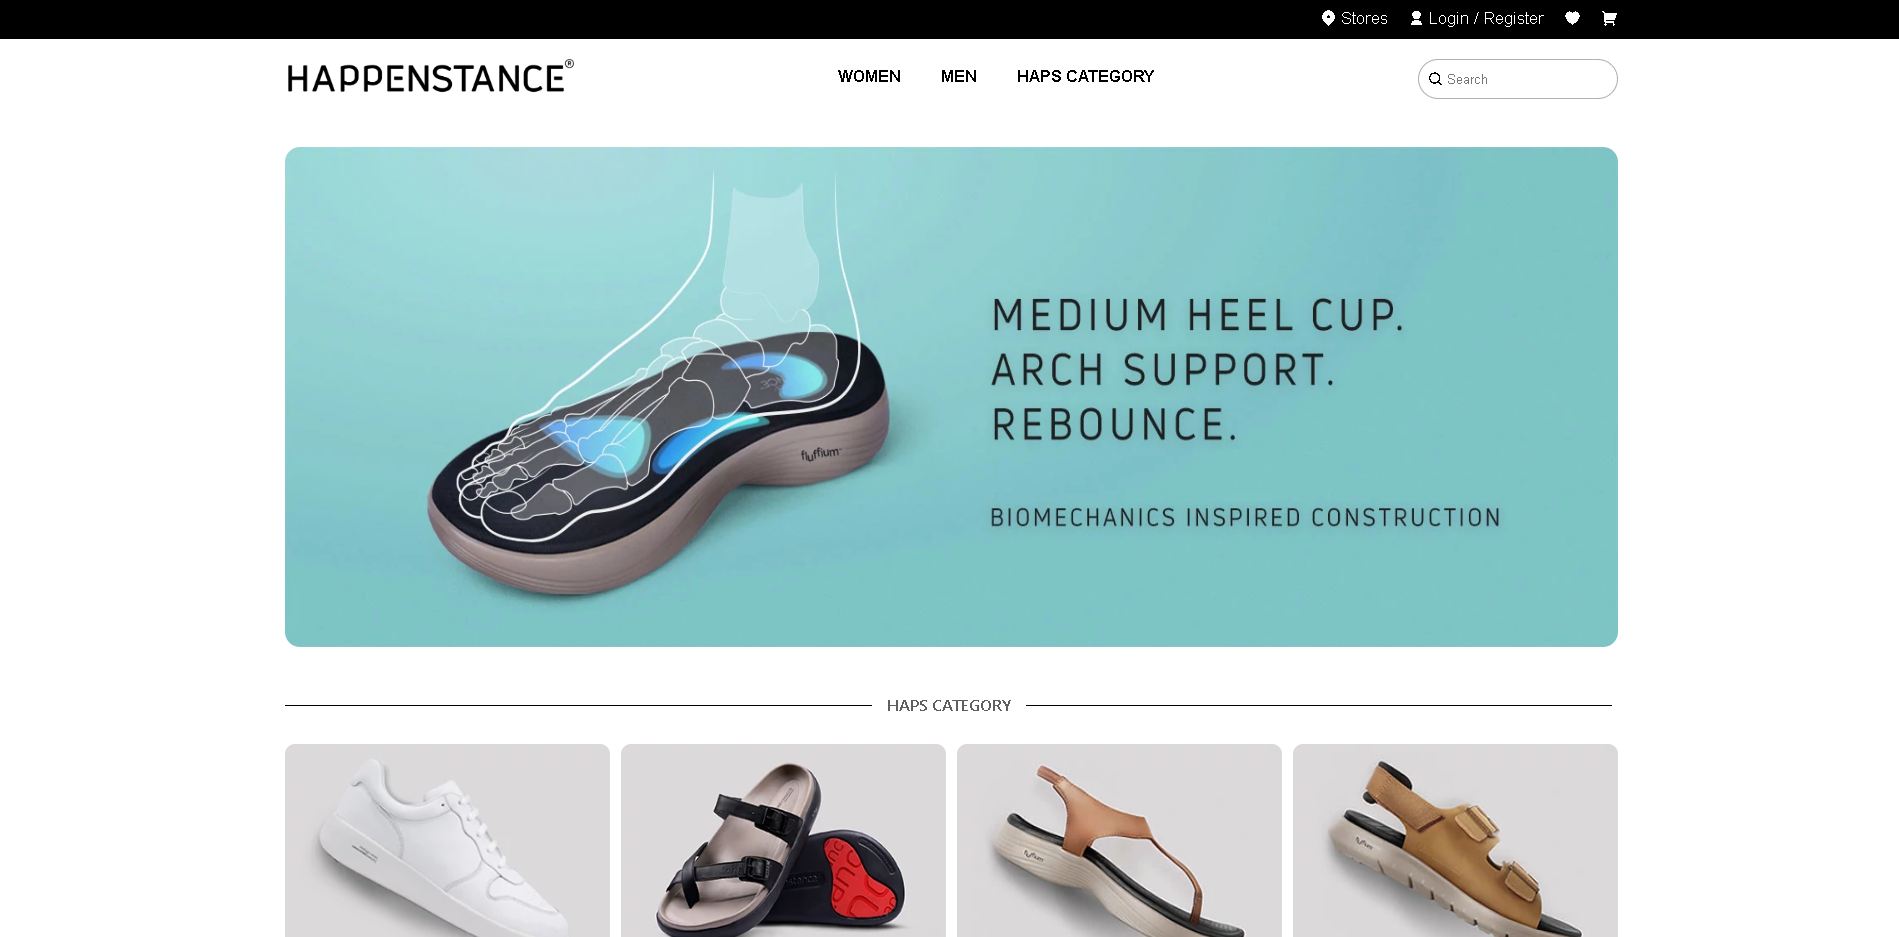 Stores
Login / Register
HAPPENSTANCE®
WOMEN
MEN
HAPS CATEGORY
Search
MEDIUM HEEL CUP.
ARCH SUPPORT.
REBOUNCE.
BIOMECHANICS INSPIRED CONSTRUCTION
fluffium™
HAPS CATEGORY
fluffium